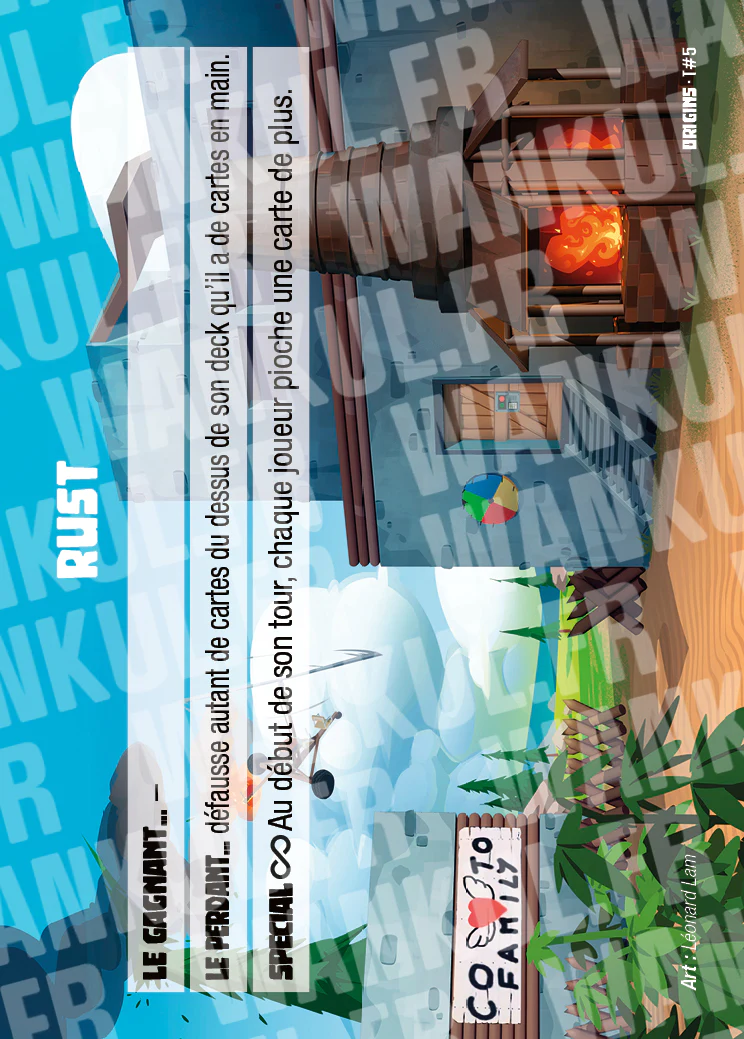 RUST
LE GAGNANT... –
LE PERDANT... défausse autant de cartes du dessus de son deck qu'il a de cartes en main.
SPECIAL ∞ Au début de son tour, chaque joueur pioche une carte de plus.
CO TO
FAMILY
Art : Léonard Lam
ORIGINS · T#5
WANKUL.FR